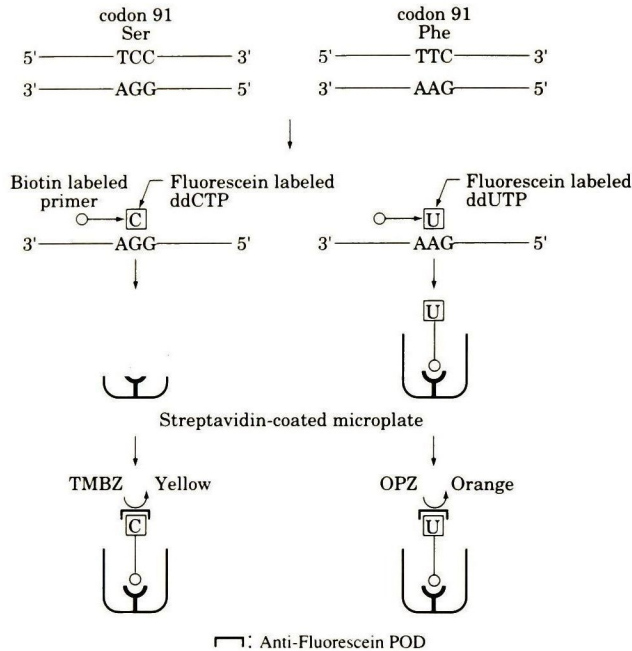 codon 91 codon 91
Ser Phe
5' TCC 3' 5' TTC 3'
3' AGG 5' 3' AAG 5'
Biotin labeled primer
Fluorescein labeled ddCTP
Fluorescein labeled ddUTP
C U
3' AGG 5' 3' AAG 5'
U
Streptavidin-coated microplate
TMBZ Yellow OPZ Orange
C U
: Anti-Fluorescein POD